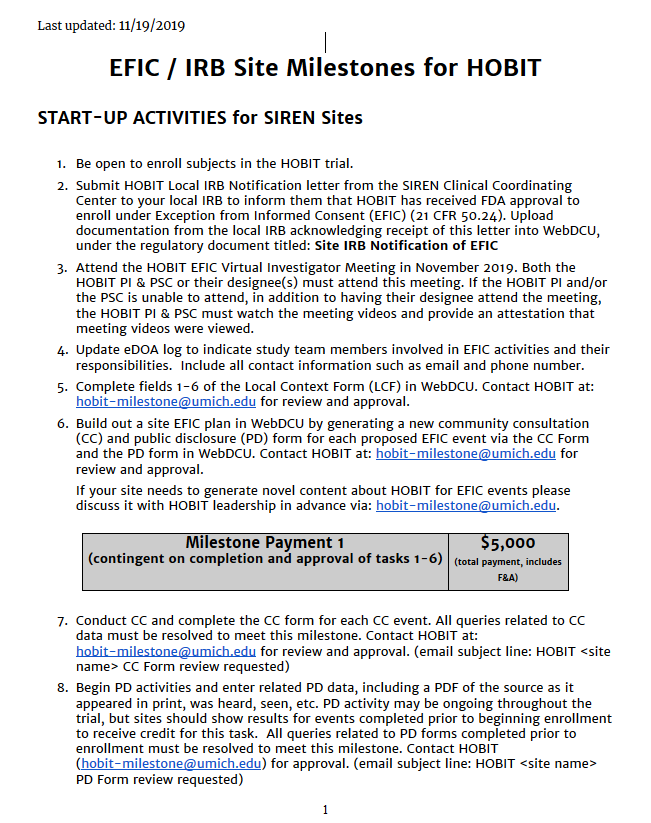 Last updated: 11/19/2019
EFIC / IRB Site Milestones for HOBIT
START-UP ACTIVITIES for SIREN Sites
1. Be open to enroll subjects in the HOBIT trial.
2. Submit HOBIT Local IRB Notification letter from the SIREN Clinical Coordinating
Center to your local IRB to inform them that HOBIT has received FDA approval to
enroll under Exception from Informed Consent (EFIC) (21 CFR 50.24). Upload
documentation from the local IRB acknowledging receipt of this letter into WebDCU,
under the regulatory document titled: Site IRB Notification of EFIC
3. Attend the HOBIT EFIC Virtual Investigator Meeting in November 2019. Both the
HOBIT PI & PSC or their designee(s) must attend this meeting. If the HOBIT PI and/or
the PSC is unable to attend, in addition to having their designee attend the meeting,
the HOBIT PI & PSC must watch the meeting videos and provide an attestation that
meeting videos were viewed.
4. Update eDOA log to indicate study team members involved in EFIC activities and their
responsibilities. Include all contact information such as email and phone number.
5. Complete fields 1-6 of the Local Context Form (LCF) in WebDCU. Contact HOBIT at:
hobit-milestone@umich.edu for review and approval.
6. Build out a site EFIC plan in WebDCU by generating a new community consultation
(CC) and public disclosure (PD) form for each proposed EFIC event via the CC Form
and the PD form in WebDCU. Contact HOBIT at: hobit-milestone@umich.edu for
review and approval.
If your site needs to generate novel content about HOBIT for EFIC events please
discuss it with HOBIT leadership in advance via: hobit-milestone@umich.edu.
Milestone Payment 1
(contingent on completion and approval of tasks 1-6)
$5,000
(total payment, includes
F&A)
7. Conduct CC and complete the CC form for each CC event. All queries related to CC
data must be resolved to meet this milestone. Contact HOBIT at:
hobit-milestone@umich.edu for review and approval. (email subject line: HOBIT <site
name> CC Form review requested)
8. Begin PD activities and enter related PD data, including a PDF of the source as it
appeared in print, was heard, seen, etc. PD activity may be ongoing throughout the
trial, but sites should show results for events completed prior to beginning enrollment
to receive credit for this task. All queries related to PD forms completed prior to
enrollment must be resolved to meet this milestone. Contact HOBIT
(hobit-milestone@umich.edu) for approval. (email subject line: HOBIT <site name>
PD Form review requested)
1